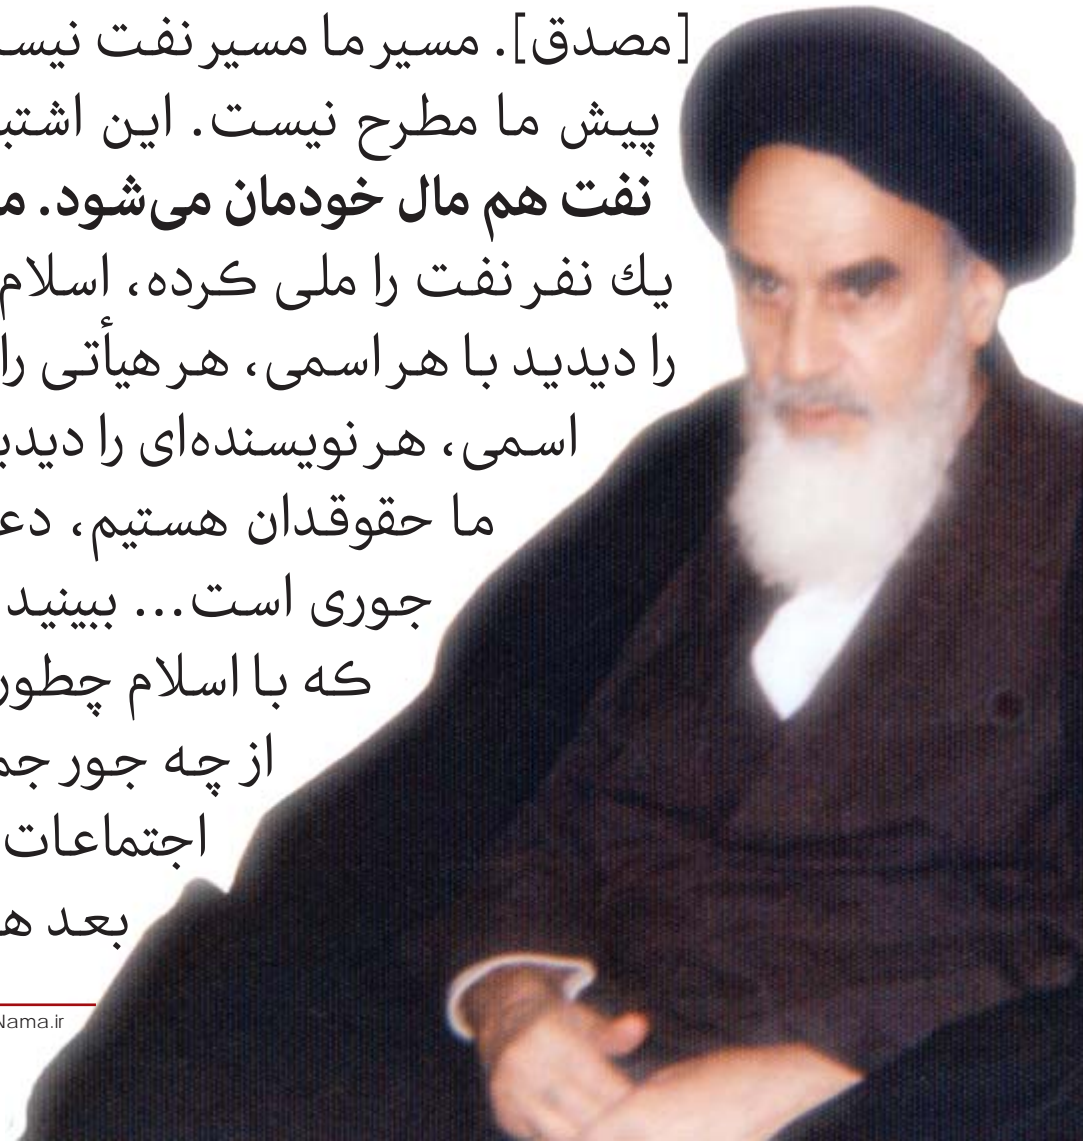 [مصدق]. مسیر ما مسیر نفت
پیش ما مطرح نیست. این
نفت هم مال خودمان می‌شود.
یك نفر نفت را ملی کرده، اسلام
را دیدید با هر اسمی، هر هیأتی را
اسمی، هر نویسنده‌ای را
ما حقوقدان هستیم،
جوری است... ببینید
که با اسلام چطور
از چه جور
اجتماعات
بعد
Nama.ir